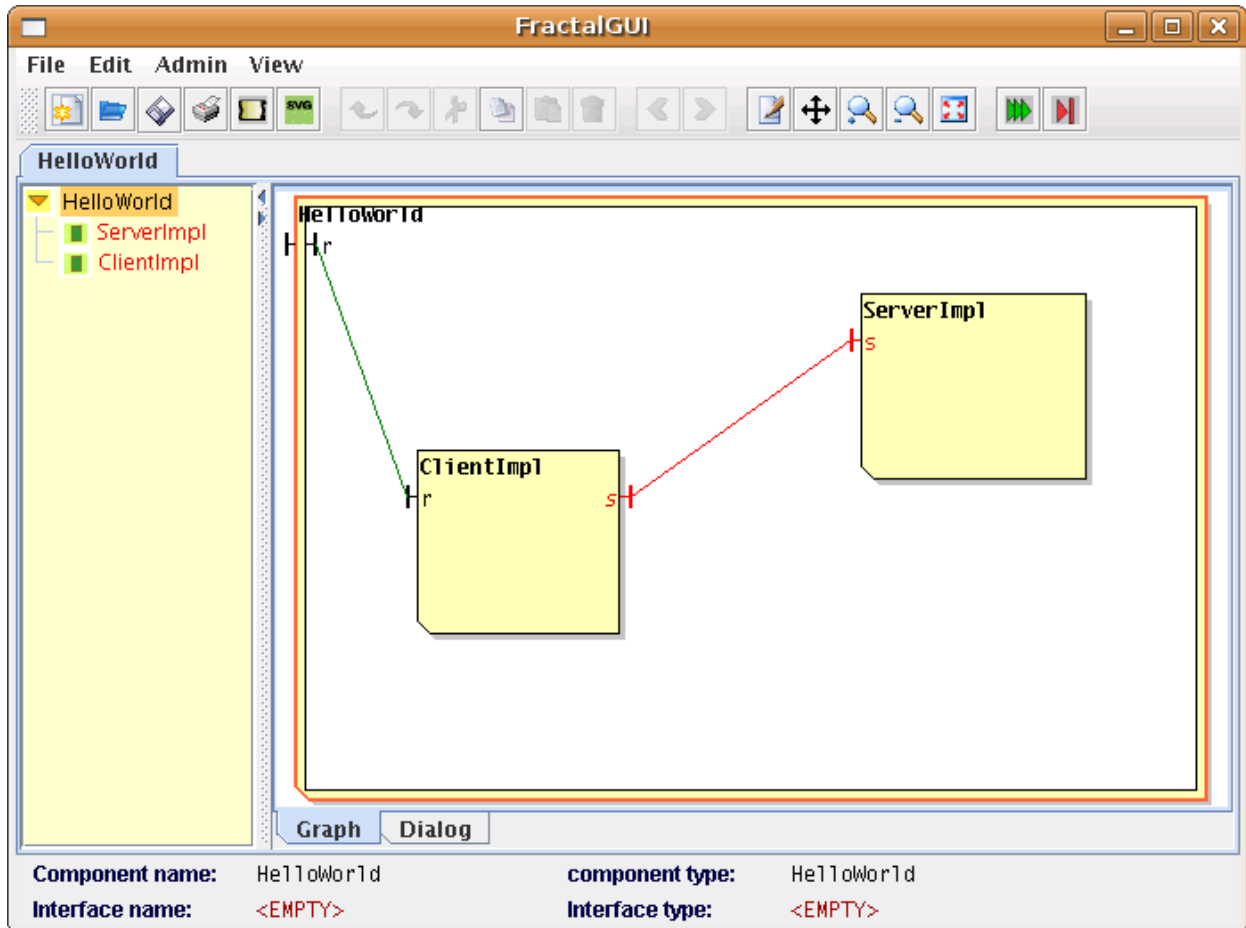 FractalGUI
File Edit Admin View
SVG
HelloWorld
HelloWorld
ServerImpl
ClientImpl
HelloWorld
r
ServerImpl
s
ClientImpl
r s
Graph Dialog
Component name: HelloWorld component type: HelloWorld
Interface name: <EMPTY> Interface type: <EMPTY>